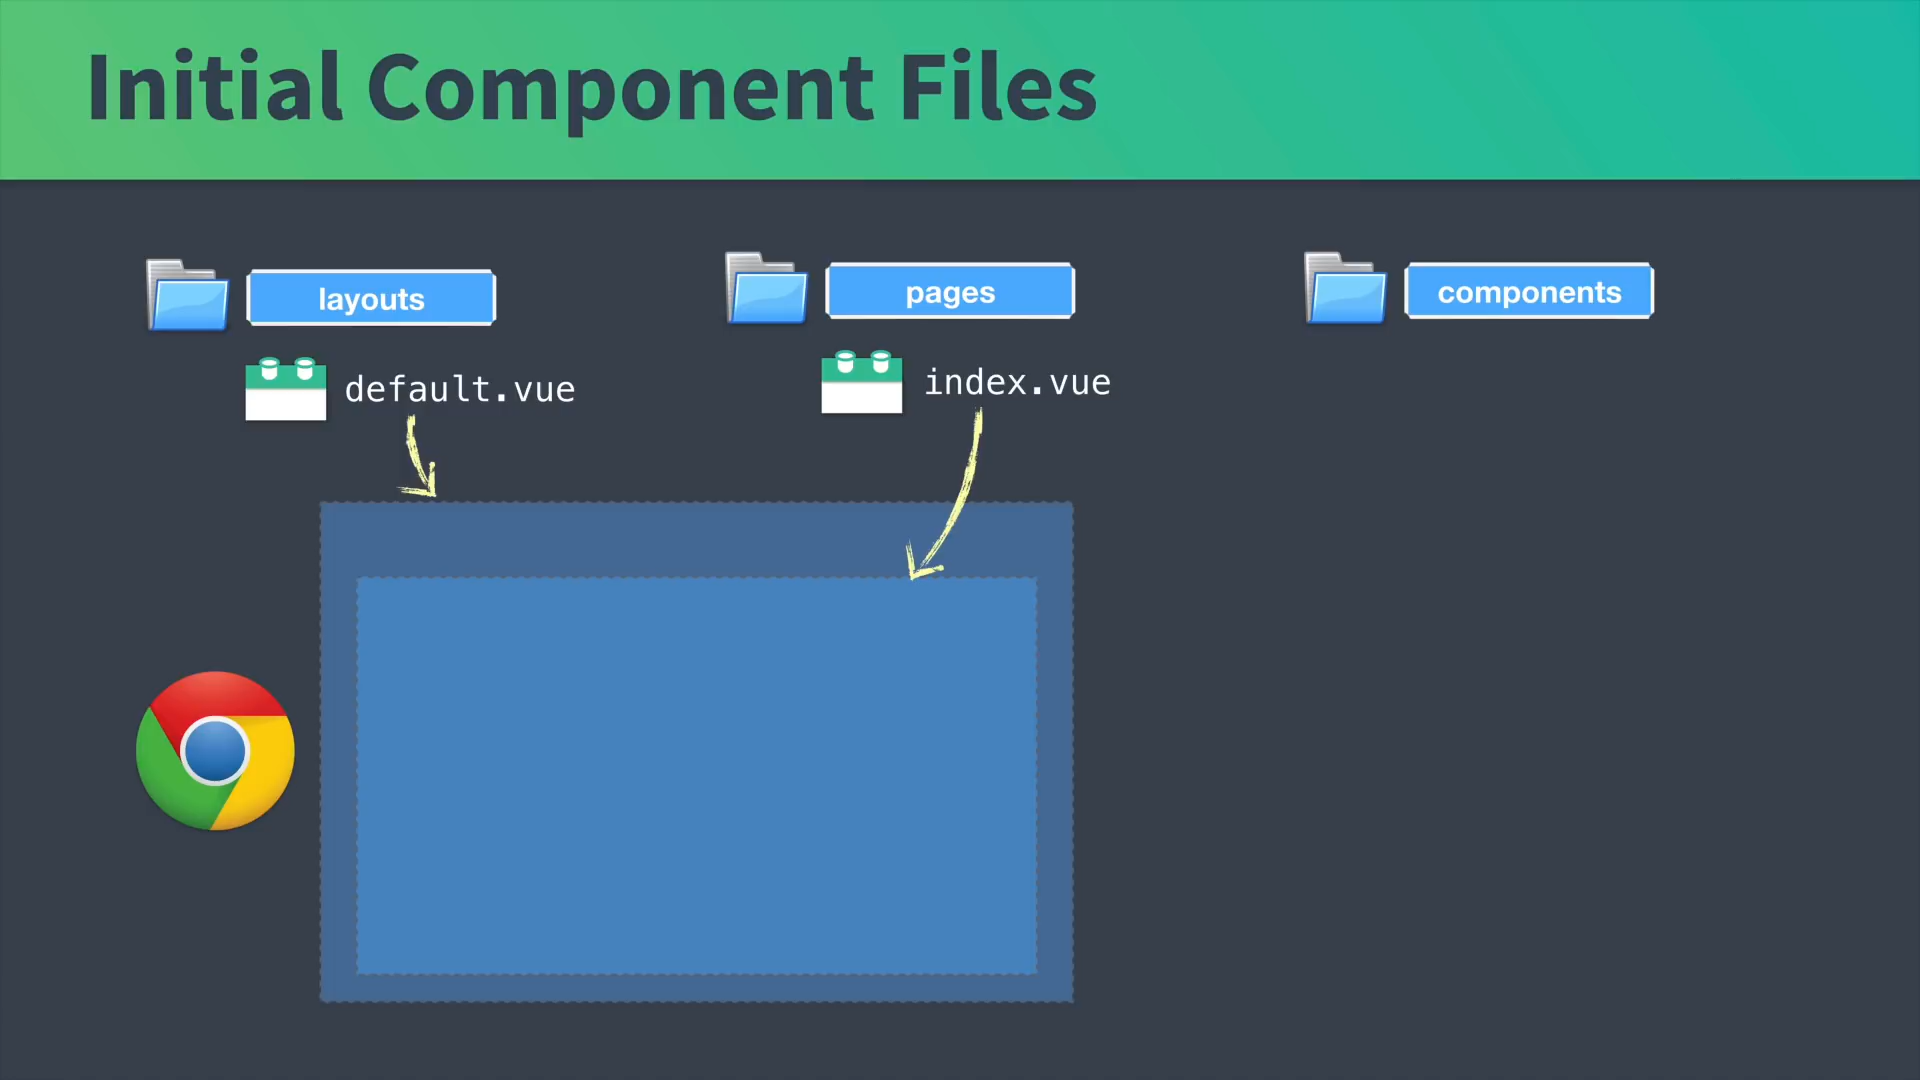 Initial Component Files
layouts
pages
components
default.vue
index.vue